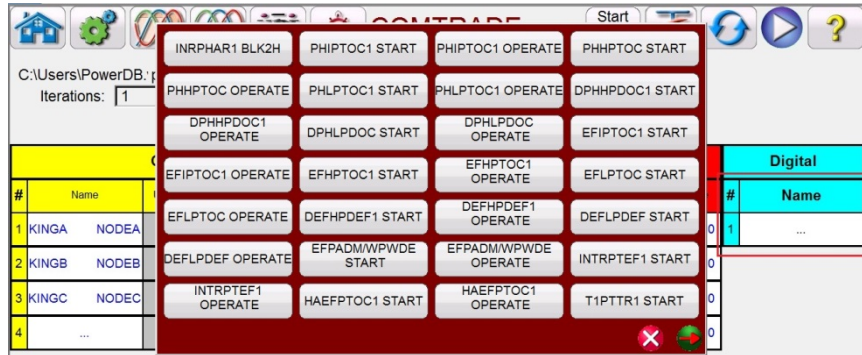 COMTRADE
Start
C:\Users\PowerDB.
Iterations: 1
INRPHAR1 BLK2H
PHIPTOC1 START
PHIPTOC1 OPERATE
PHHPTOC START
PHHPTOC OPERATE
PHLPTOC1 START
PHLPTOC1 OPERATE
DPHHPDOC1 START
DPHHPDOC1
OPERATE
DPHLPDOC START
DPHLPDOC
OPERATE
EFIPTOC1 START
EFIPTOC1 OPERATE
EFHPTOC1 START
EFHPTOC1
OPERATE
EFLPTOC START
EFLPTOC OPERATE
DEFHPDEF1 START
DEFHPDEF1
OPERATE
DEFLPDEF START
DEFLPDEF OPERATE
EFPADM/WPWDE
START
EFPADM/WPWDE
OPERATE
INTRPTEF1 START
INTRPTEF1
OPERATE
HAEFPTOC1 START
HAEFPTOC1
OPERATE
T1PTTR1 START
Digital
# Name
# Name
1 KINGA NODEA
0
1 ...
2 KINGB NODEB
0
3 KINGC NODEC
0
4 ...
0